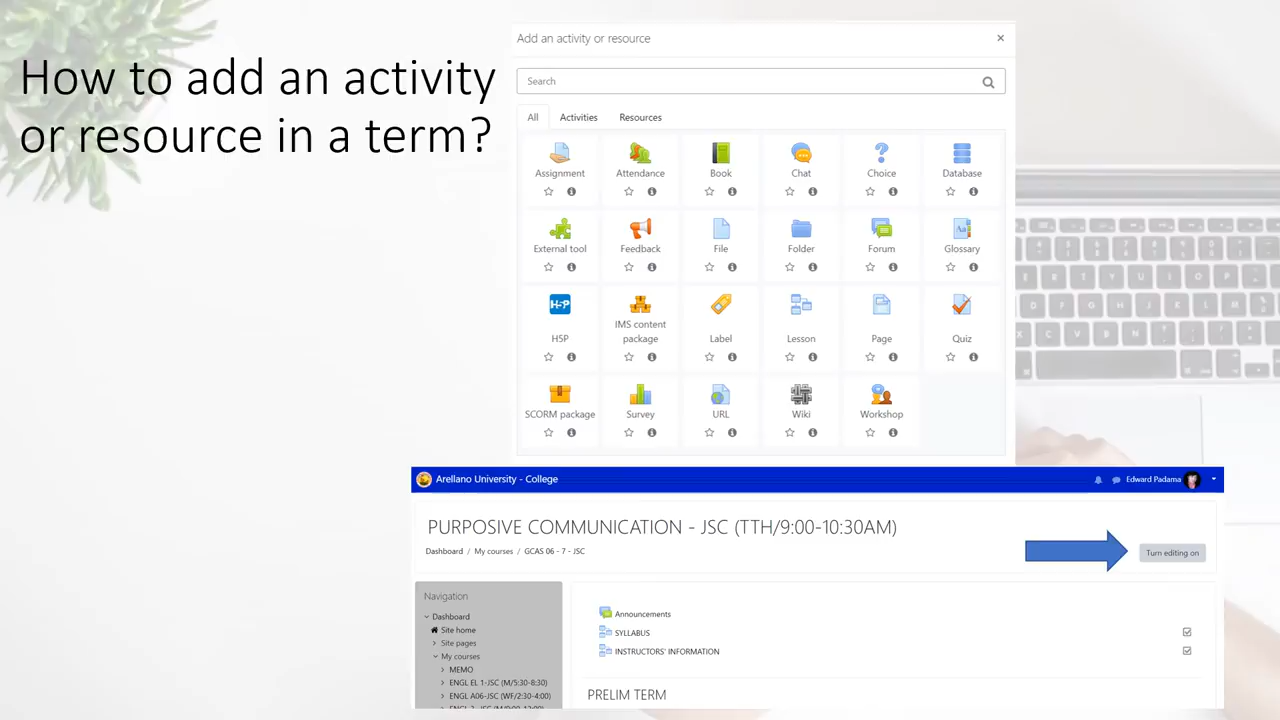 How to add an activity
or resource in a term?
Add an activity or resource
×
Search
All Activities Resources
Assignment Attendance Book Chat Choice Database
External tool Feedback File Folder Forum Glossary
H5P IMS content package Label Lesson Page Quiz
SCORM package Survey URL Wiki Workshop
Arellano University - College
Edward Padama
PURPOSIVE COMMUNICATION - JSC (TTH/9:00-10:30AM)
Dashboard / My courses / GCAS 06 - 7 - JSC
Turn editing on
Navigation
Dashboard
Site home
Site pages
My courses
MEMO
ENGL EL 1-JSC (M/5:30-8:30)
ENGL A06-JSC (WF/2:30-4:00)
Announcements
SYLLABUS
INSTRUCTORS' INFORMATION
PRELIM TERM